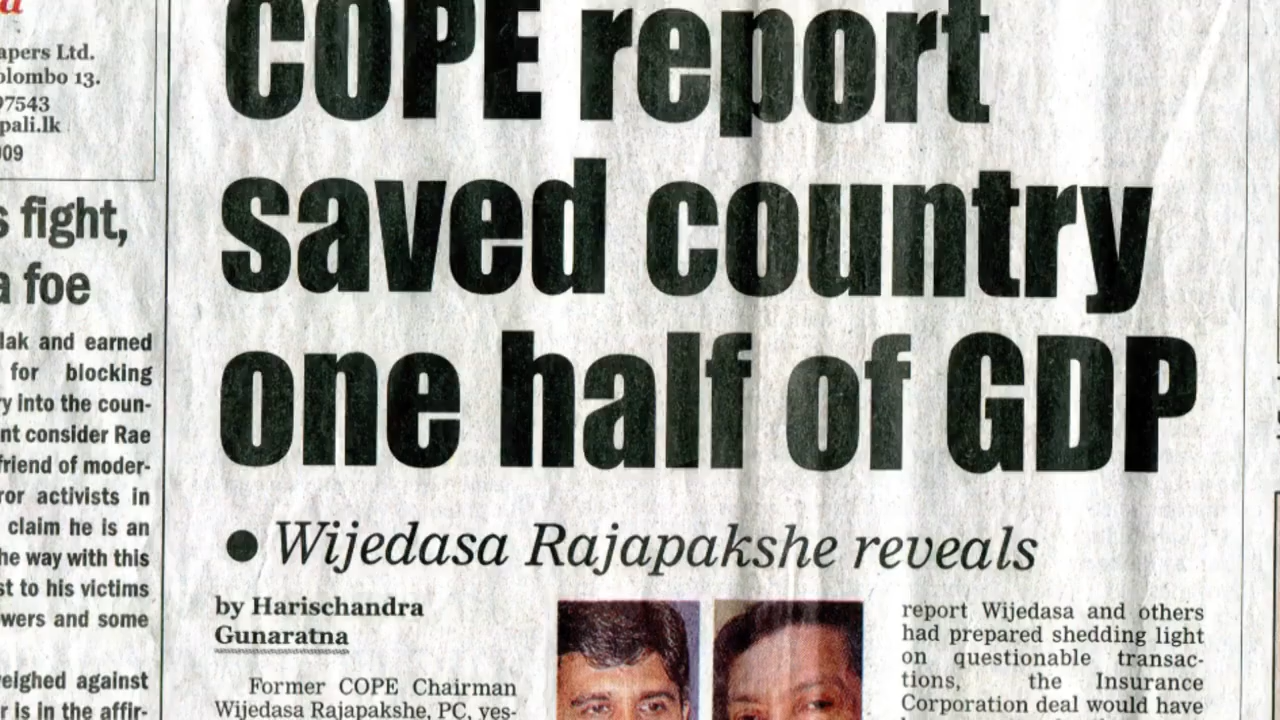 apers Ltd.
olombo 13.
97543
pali.lk
009
s fight,
a foe
lak and earned
for blocking
ry into the coun-
nt consider Rae
friend of moder-
ror activists in
claim he is an
he way with this
st to his victims
wers and some
eighed against
r is in the affir-
COPE report
saved country
one half of GDP
● Wijedasa Rajapakshe reveals
by Harischandra
Gunaratna
Former COPE Chairman
Wijedasa Rajapakshe, PC, yes-
report Wijedasa and others
had prepared shedding light
on questionable transac-
tions, the Insurance
Corporation deal would have